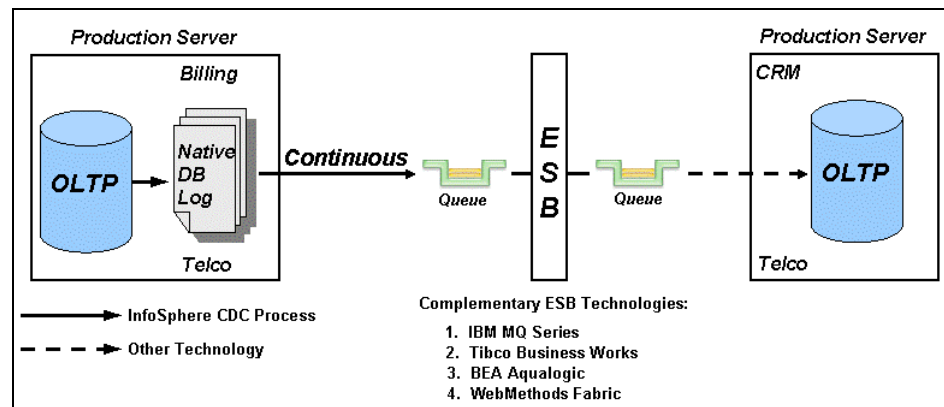 Production Server
Billing
OLTP
Native
DB
Log
Telco
Continuous
Queue
E
S
B
Queue
Production Server
CRM
OLTP
Telco
InfoSphere CDC Process
Other Technology
Complementary ESB Technologies:
1. IBM MQ Series
2. Tibco Business Works
3. BEA Aqualogic
4. WebMethods Fabric